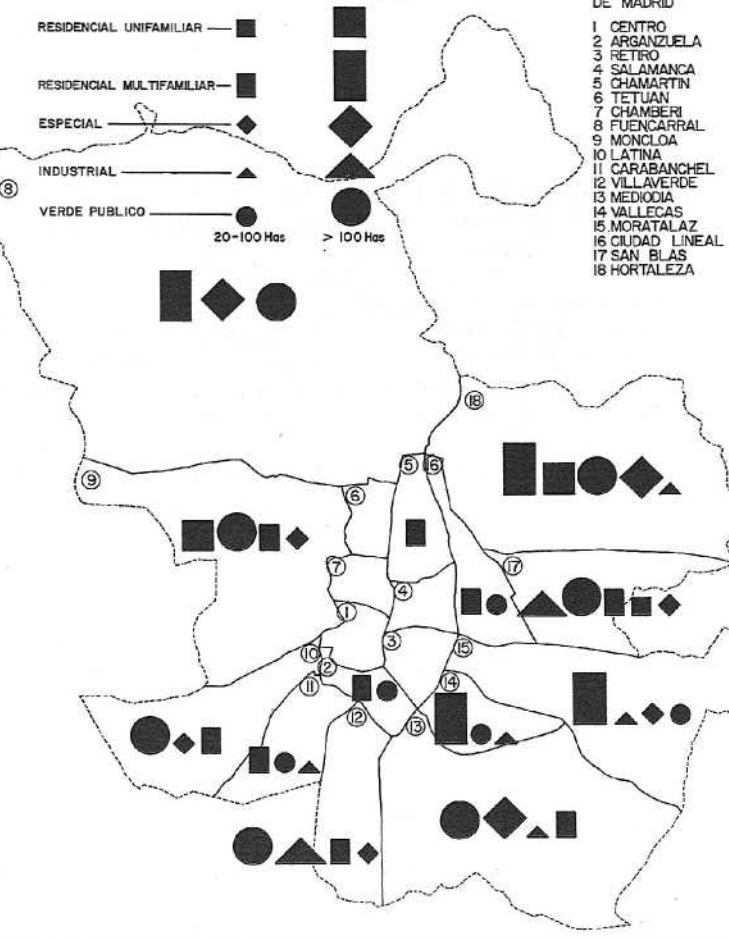 RESIDENCIAL UNIFAMILIAR
RESIDENCIAL MULTIFAMILIAR
ESPECIAL
INDUSTRIAL
VERDE PUBLICO
20-100 Has
> 100 Has
DE MADRID
1 CENTRO
2 ARGANZUELA
3 RETIRO
4 SALAMANCA
5 CHAMARTIN
6 TETUAN
7 CHAMBERI
8 FUENCARRAL
9 MONCLOA
10 LATINA
11 CARABANCHEL
12 VILLAVERDE
13 MEDIODIA
14 VALLECAS
15 MORATALAZ
16 CIUDAD LINEAL
17 SAN BLAS
18 HORTALEZA
8
18
9
5
16
6
7
17
4
1
3
10
15
2
11
14
12
13